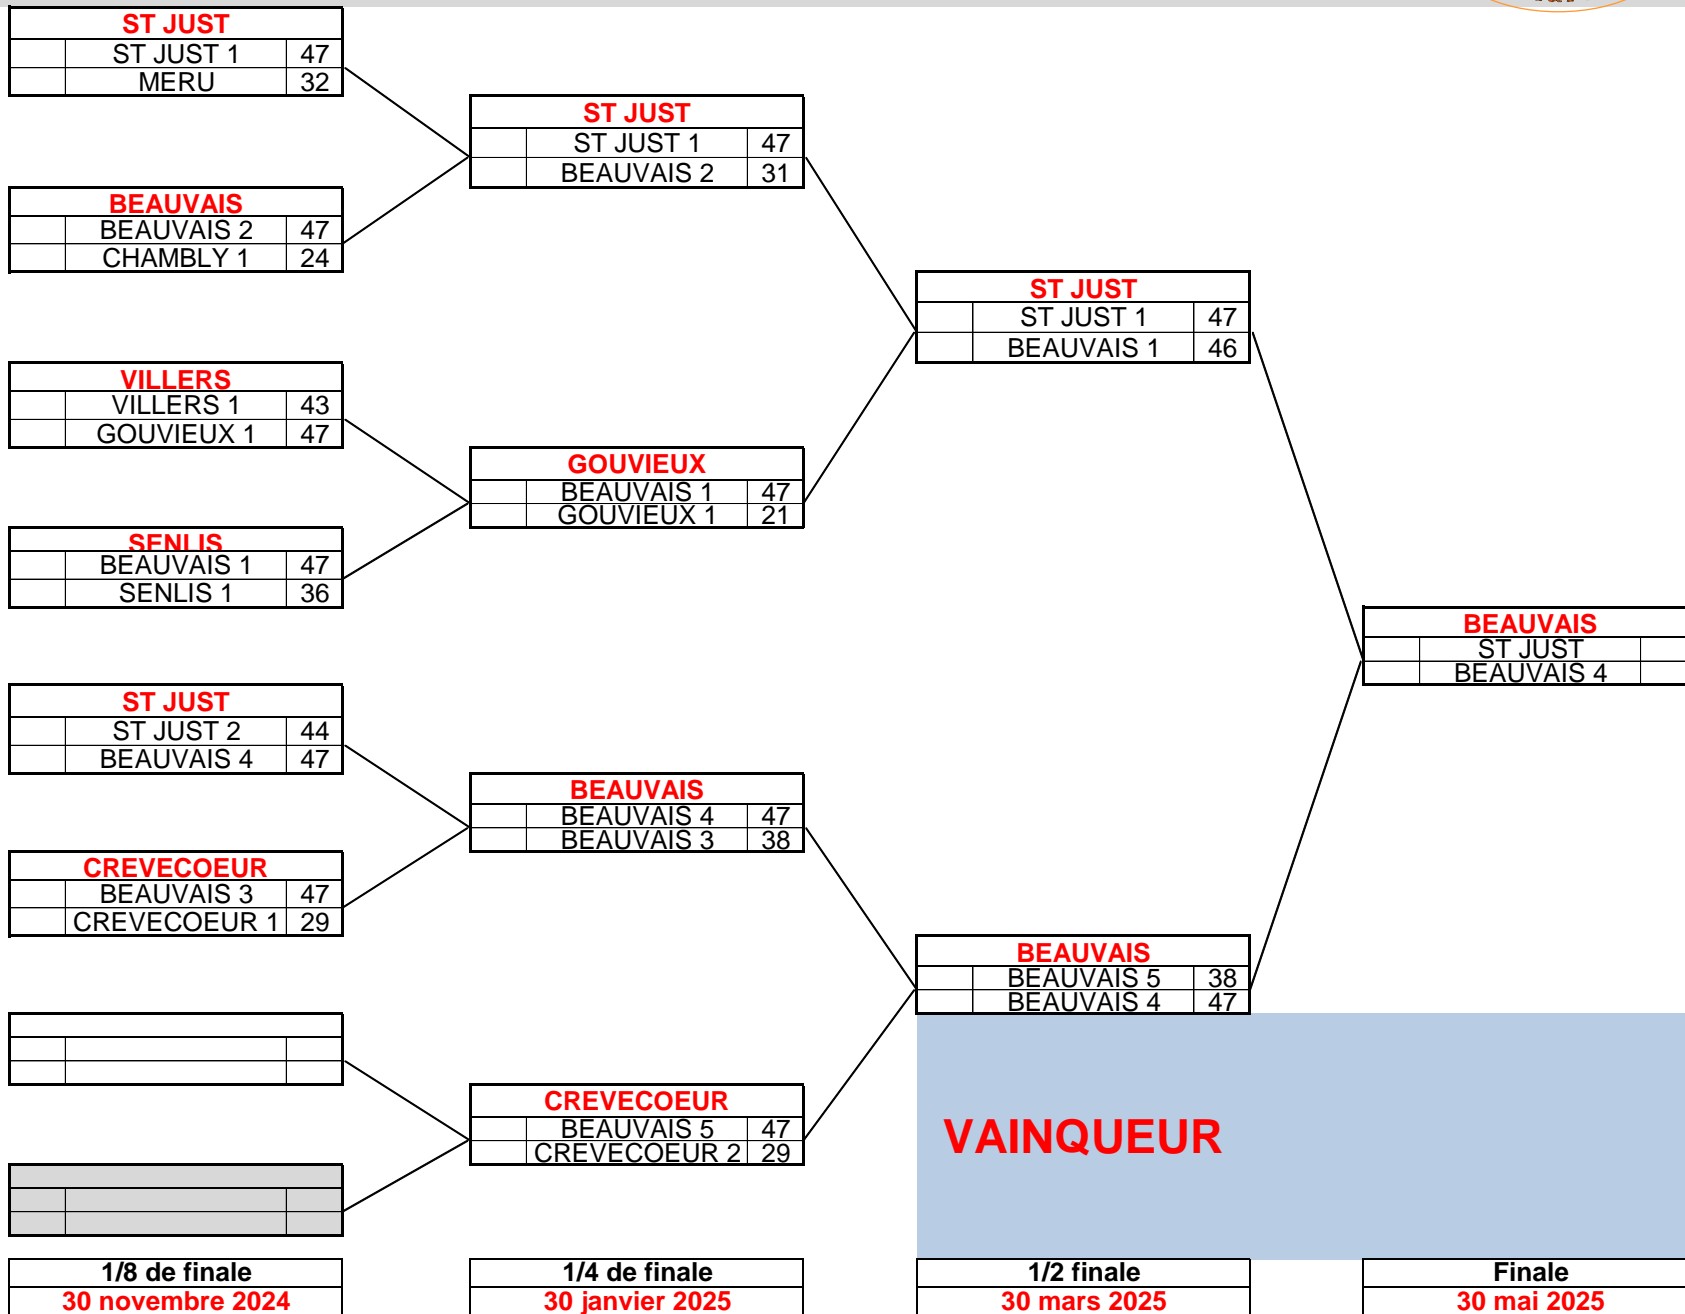 ST JUST
ST JUST 1 47
MERU 32
BEAUVAIS
BEAUVAIS 2 47
CHAMBLY 1 24
VILLERS
VILLERS 1 43
GOUVIEUX 1 47
SENLIS
BEAUVAIS 1 47
SENLIS 1 36
ST JUST
ST JUST 2 44
BEAUVAIS 4 47
CREVECOEUR
BEAUVAIS 3 47
CREVECOEUR 1 29
1/8 de finale
30 novembre 2024
ST JUST
ST JUST 1 47
BEAUVAIS 2 31
GOUVIEUX
BEAUVAIS 1 47
GOUVIEUX 1 21
BEAUVAIS
BEAUVAIS 4 47
BEAUVAIS 3 38
CREVECOEUR
BEAUVAIS 5 47
CREVECOEUR 2 29
1/4 de finale
30 janvier 2025
ST JUST
ST JUST 1 47
BEAUVAIS 1 46
BEAUVAIS
BEAUVAIS 5 38
BEAUVAIS 4 47
VAINQUEUR
1/2 finale
30 mars 2025
BEAUVAIS
ST JUST
BEAUVAIS 4
Finale
30 mai 2025